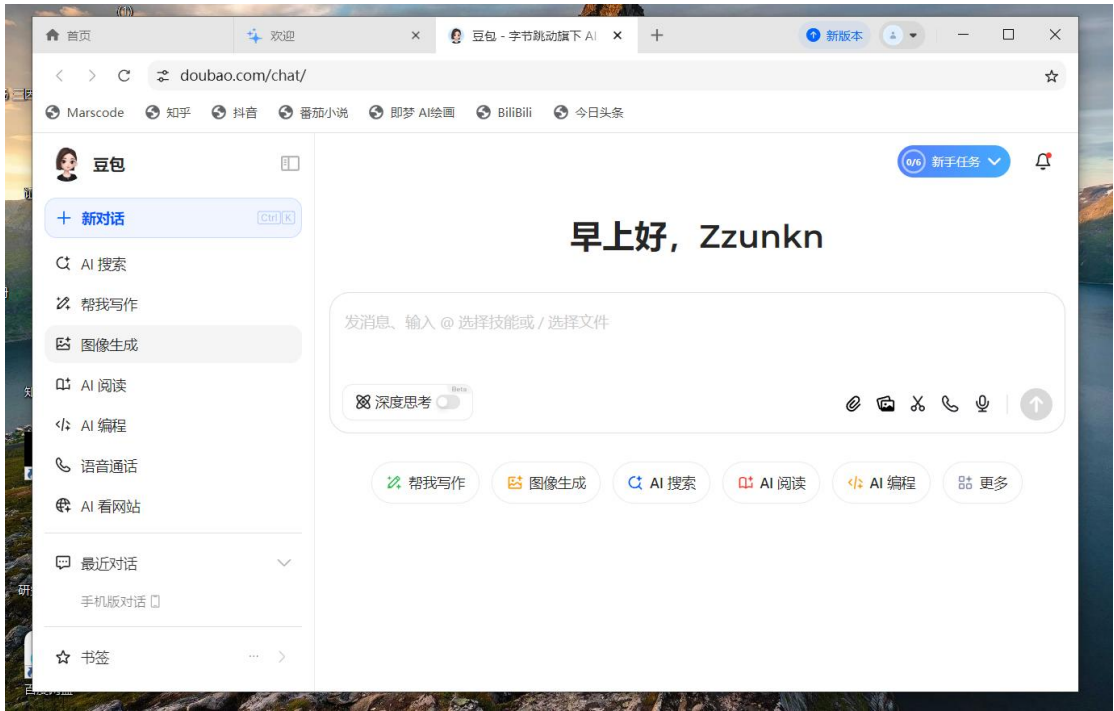 首页
欢迎
豆包 - 字节跳动旗下 AI
新版本
doubao.com/chat/
Marscode
知乎
抖音
番茄小说
即梦 AI绘画
BiliBili
今日头条
豆包
0/6 新手任务
新对话
Ctrl K
早上好，Zzunkn
AI 搜索
帮我写作
图像生成
AI 阅读
AI 编程
语音通话
AI 看网站
最近对话
手机版对话
书签
发消息、输入 @ 选择技能或 / 选择文件
深度思考
Beta
帮我写作
图像生成
AI 搜索
AI 阅读
AI 编程
更多